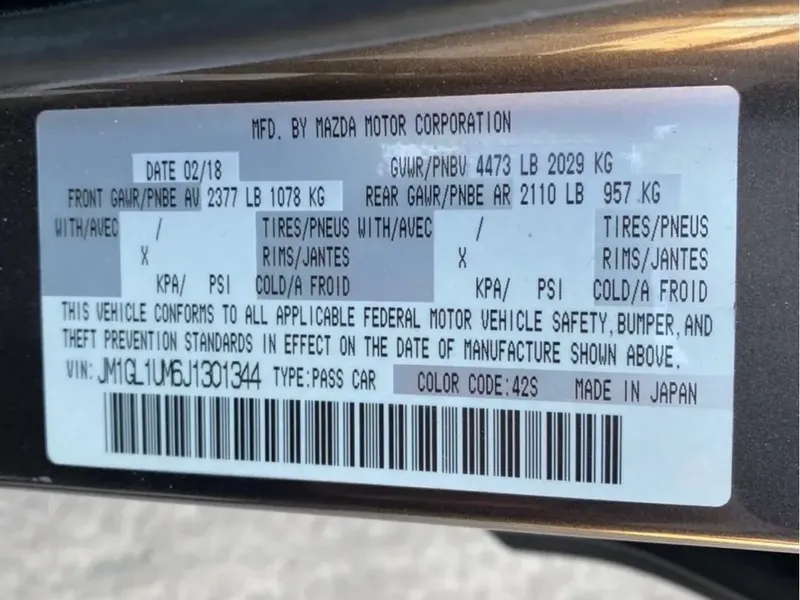 MFD. BY MAZDA MOTOR CORPORATION
DATE 02/18 GVWR/PNBV 4473 LB 2029 KG
FRONT GAWR/PNBE AV 2377 LB 1078 KG REAR GAWR/PNBE AR 2110 LB 957 KG
WITH/AVEC / TIRES/PNEUS WITH/AVEC / TIRES/PNEUS
X RIMS/JANTES X RIMS/JANTES
KPA/ PSI COLD/A FROID KPA/ PSI COLD/A FROID
THIS VEHICLE CONFORMS TO ALL APPLICABLE FEDERAL MOTOR VEHICLE SAFETY, BUMPER, AND
THEFT PREVENTION STANDARDS IN EFFECT ON THE DATE OF MANUFACTURE SHOWN ABOVE.
VIN: JM1GL1UM6J1301344 TYPE:PASS CAR COLOR CODE:42S MADE IN JAPAN